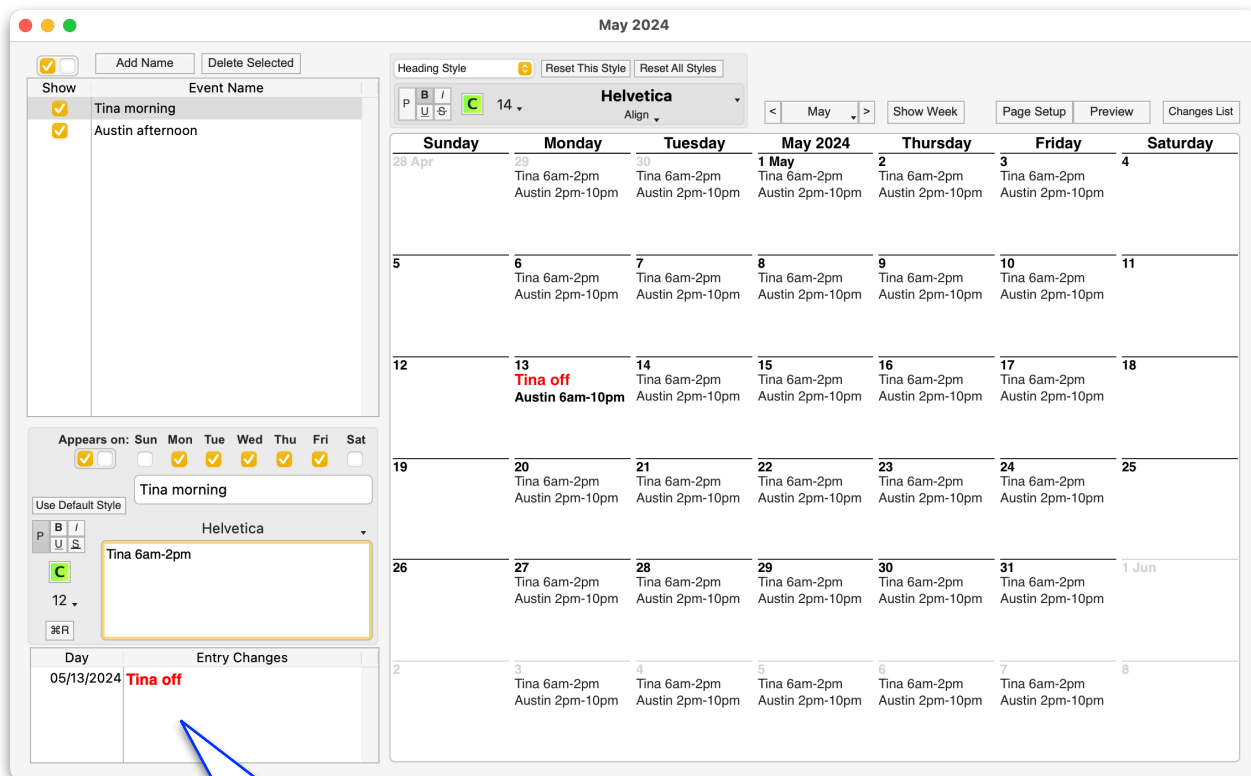 May 2024
Add Name
Delete Selected
Show Event Name
Tina morning
Austin afternoon
Appears on: Sun Mon Tue Wed Thu Fri Sat
Tina morning
Use Default Style
P B I U S
Helvetica
Tina 6am-2pm
C
12
⌘R
Day Entry Changes
05/13/2024 Tina off
Heading Style
Reset This Style
Reset All Styles
P B I U S
C
14
Helvetica
Align
< May >
Show Week
Page Setup
Preview
Changes List
Sunday Monday Tuesday May 2024 Thursday Friday Saturday
28 Apr 29 30 1 May 2 3 4
Tina 6am-2pm Tina 6am-2pm Tina 6am-2pm Tina 6am-2pm Tina 6am-2pm
Austin 2pm-10pm Austin 2pm-10pm Austin 2pm-10pm Austin 2pm-10pm Austin 2pm-10pm
5 6 7 8 9 10 11
Tina 6am-2pm Tina 6am-2pm Tina 6am-2pm Tina 6am-2pm Tina 6am-2pm
Austin 2pm-10pm Austin 2pm-10pm Austin 2pm-10pm Austin 2pm-10pm Austin 2pm-10pm
12 13 14 15 16 17 18
Tina off Tina 6am-2pm Tina 6am-2pm Tina 6am-2pm Tina 6am-2pm
Austin 6am-10pm Austin 2pm-10pm Austin 2pm-10pm Austin 2pm-10pm Austin 2pm-10pm
19 20 21 22 23 24 25
Tina 6am-2pm Tina 6am-2pm Tina 6am-2pm Tina 6am-2pm Tina 6am-2pm
Austin 2pm-10pm Austin 2pm-10pm Austin 2pm-10pm Austin 2pm-10pm Austin 2pm-10pm
26 27 28 29 30 31 1 Jun
Tina 6am-2pm Tina 6am-2pm Tina 6am-2pm Tina 6am-2pm Tina 6am-2pm
Austin 2pm-10pm Austin 2pm-10pm Austin 2pm-10pm Austin 2pm-10pm Austin 2pm-10pm
2 3 4 5 6 7 8
Tina 6am-2pm Tina 6am-2pm Tina 6am-2pm Tina 6am-2pm Tina 6am-2pm
Austin 2pm-10pm Austin 2pm-10pm Austin 2pm-10pm Austin 2pm-10pm Austin 2pm-10pm